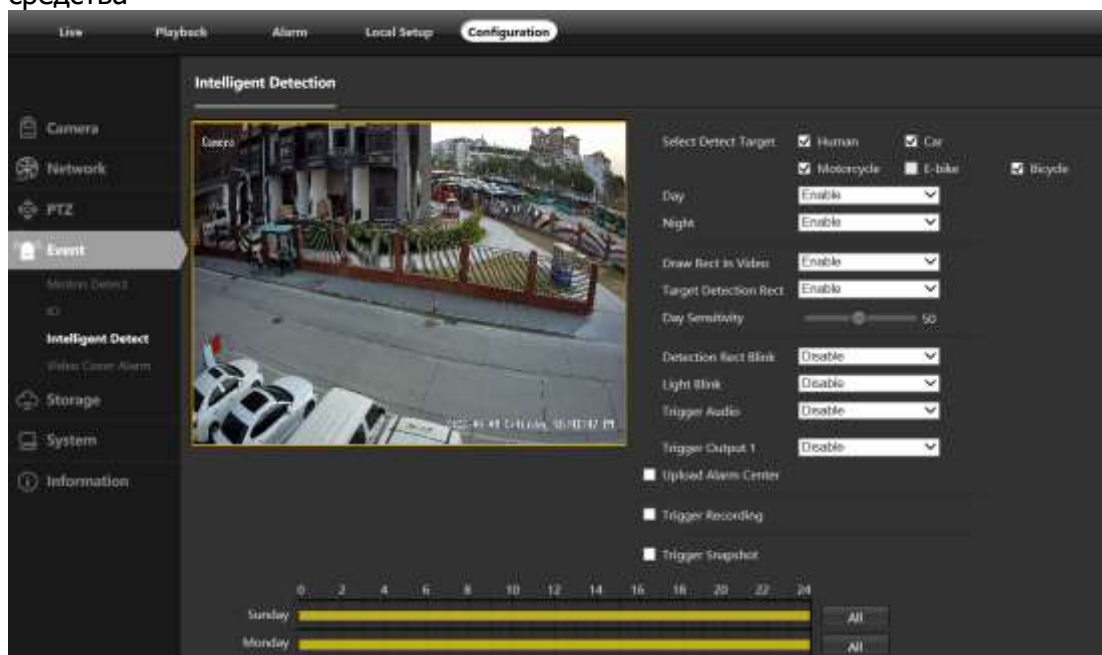 средства
Live Playback Alarm Local Setup Configuration
Intelligent Detection
Camera
Network
PTZ
Event
Motion Detect
Intelligent Detect
Video Cover Alarm
Storage
System
Information
Camera
Select Detect Target Human Car
Motorcycle E-bike Bicycle
Day Enable
Night Enable
Draw Rect In Video Enable
Target Detection Rect Enable
Day Sensitivity 50
Detection Rect Blink Disable
Light Blink Disable
Trigger Audio Disable
Trigger Output 1 Disable
Upload Alarm Center
Trigger Recording
Trigger Snapshot
0 2 4 6 8 10 12 14 16 18 20 22 24
Sunday All
Monday All